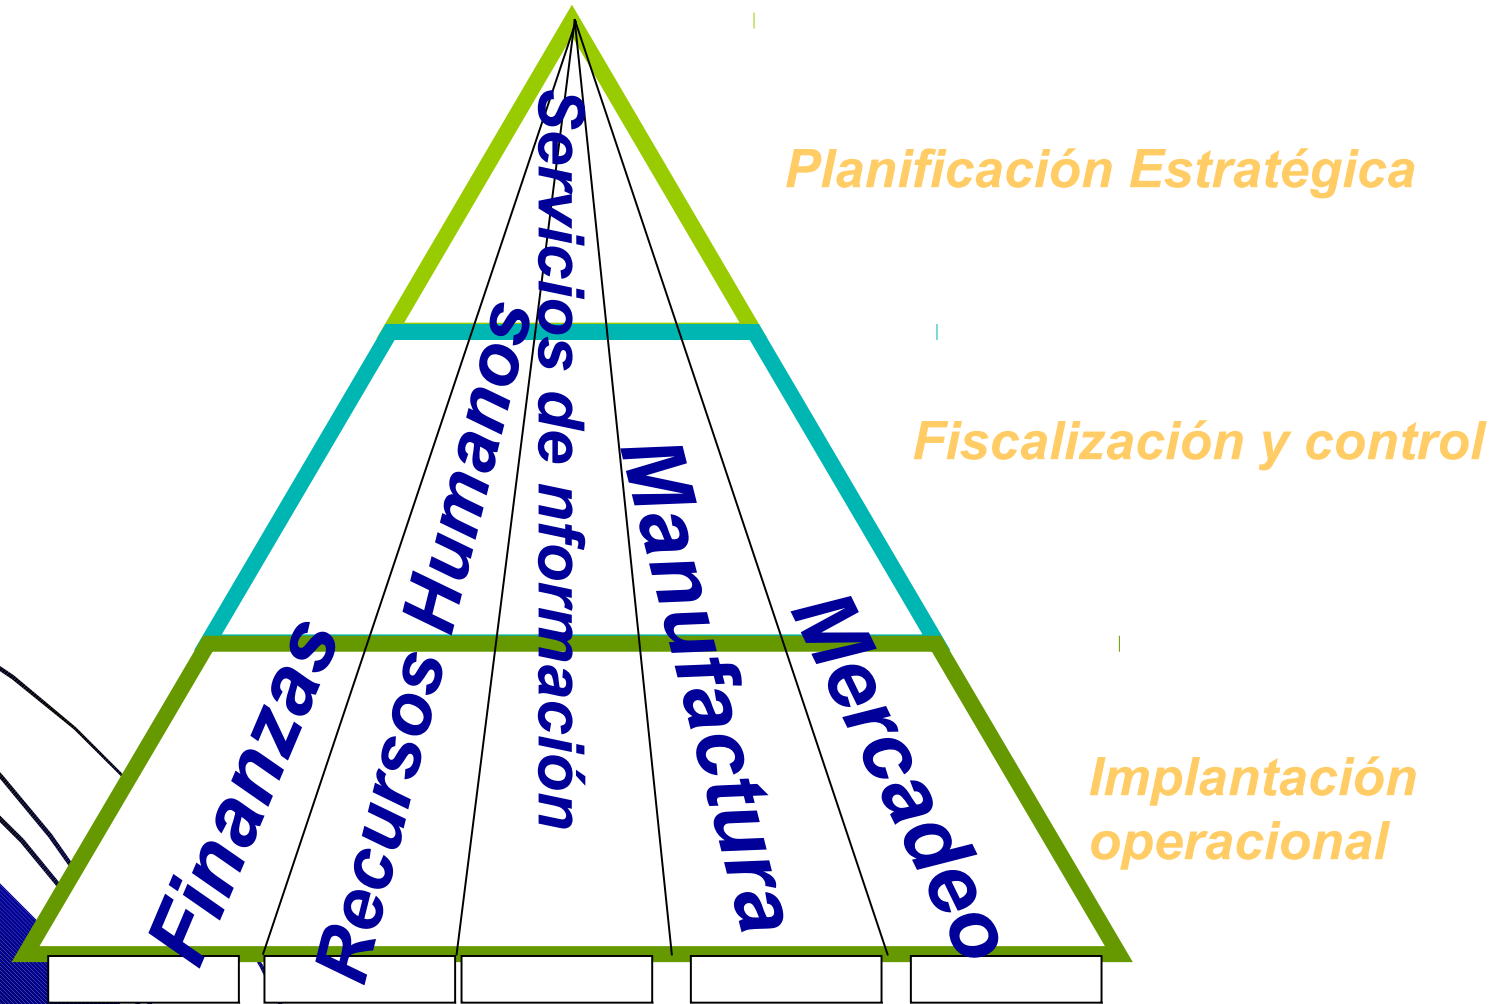 Planificación Estratégica
Fiscalización y control
Implantación
operacional
Finanzas
Recursos Humanos
Servicios de nformación
Manufactura
Mercadeo